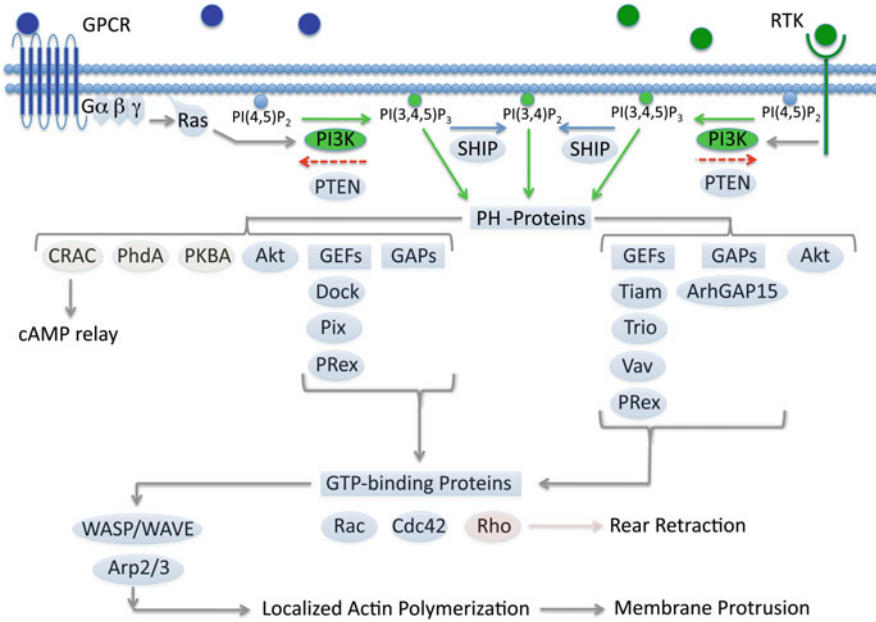 GPCR
RTK
Gα β γ
Ras
PI(4,5)P2
PI(3,4,5)P3
PI(3,4)P2
PI(3,4,5)P3
PI(4,5)P2
PI3K
SHIP
SHIP
PI3K
PTEN
PTEN
PH -Proteins
CRAC
PhdA
PKBA
Akt
GEFs
GAPs
GEFs
GAPs
Akt
Dock
Tiam
ArhGAP15
cAMP relay
Pix
Trio
PRex
Vav
PRex
GTP-binding Proteins
WASP/WAVE
Rac
Cdc42
Rho
Rear Retraction
Arp2/3
Localized Actin Polymerization
Membrane Protrusion